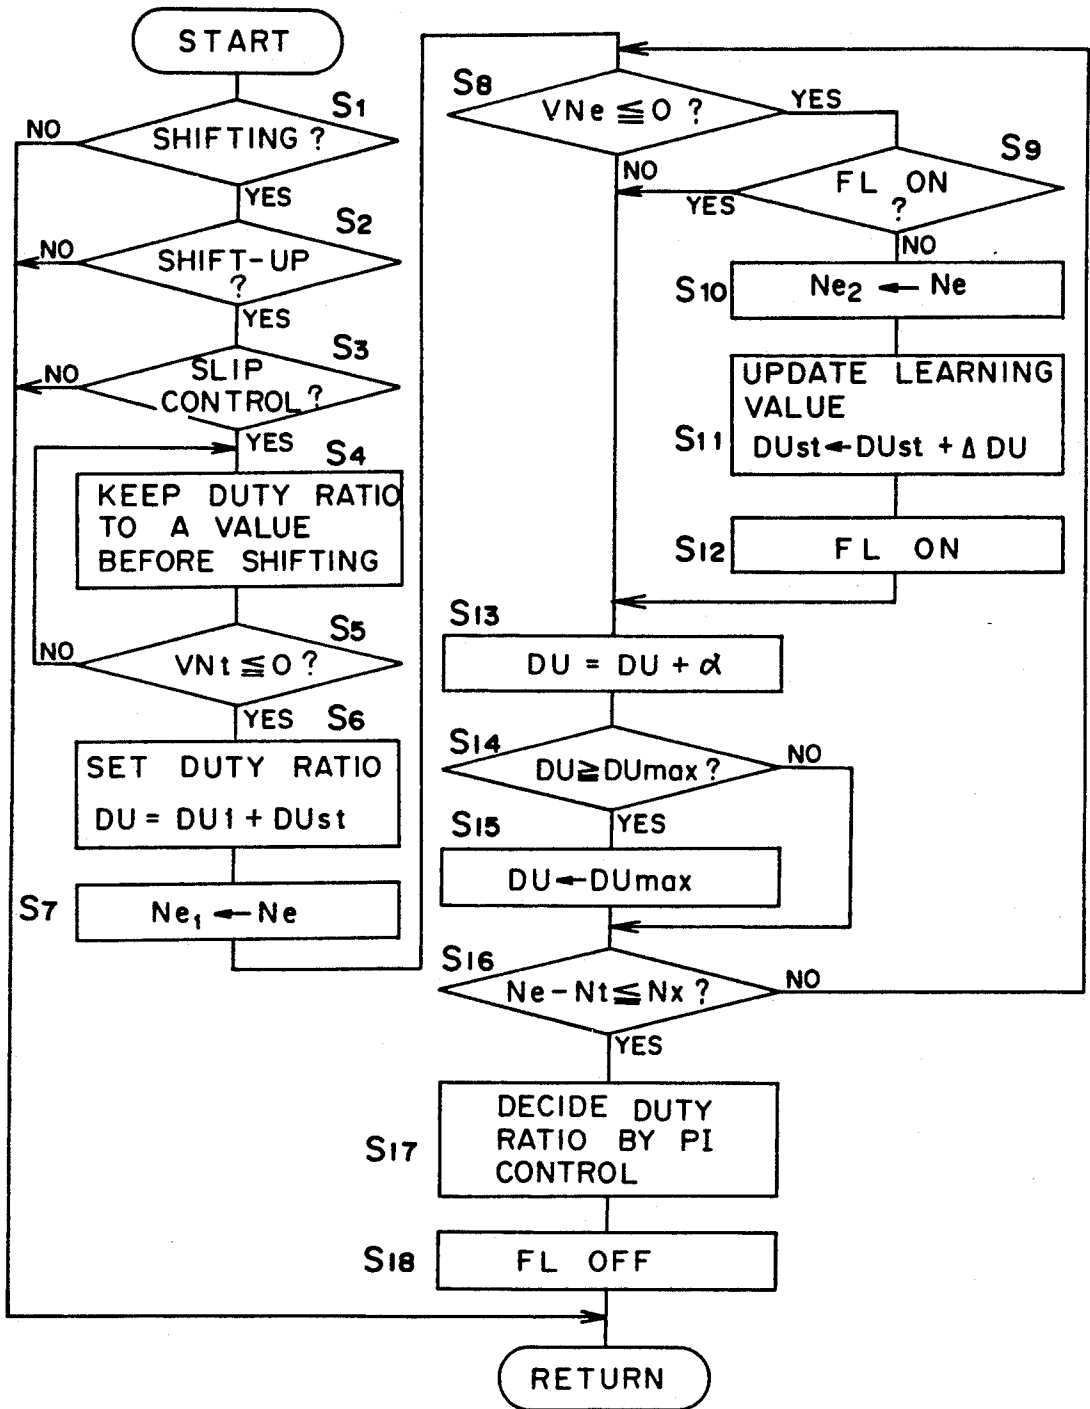 START
S1
SHIFTING ?
NO
YES
S2
SHIFT-UP
?
NO
YES
S3
SLIP
CONTROL?
NO
YES
S4
KEEP DUTY RATIO
TO A VALUE
BEFORE SHIFTING
S5
VNt ≦ 0 ?
NO
YES
S6
SET DUTY RATIO
DU = DU1 + DUst
S7
Ne₁ ← Ne
S8
VNe ≦ 0 ?
YES
NO
S9
FL ON
?
YES
NO
S10
Ne₂ ← Ne
S11
UPDATE LEARNING
VALUE
DUst ← DUst + Δ DU
S12
FL ON
S13
DU = DU + α
S14
DU ≧ DUmax ?
NO
YES
S15
DU ← DUmax
S16
Ne − Nt ≦ Nx ?
NO
YES
S17
DECIDE DUTY
RATIO BY PI
CONTROL
S18
FL OFF
RETURN